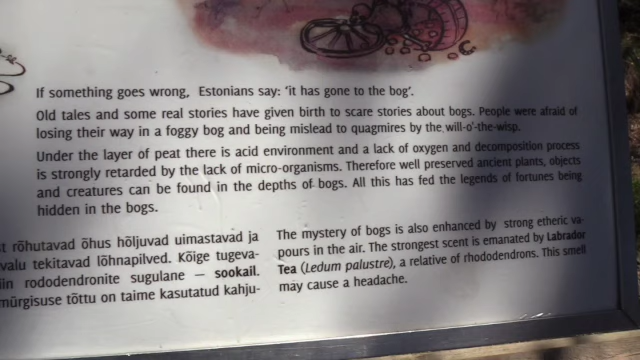 If something goes wrong, Estonians say: 'it has gone to the bog'.
Old tales and some real stories have given birth to scare stories about bogs. People were afraid of
losing their way in a foggy bog and being mislead to quagmires by the will-o'-the-wisp.
Under the layer of peat there is acid environment and a lack of oxygen and decomposition process
is strongly retarded by the lack of micro-organisms. Therefore well preserved ancient plants, objects
and creatures can be found in the depths of bogs. All this has fed the legends of fortunes being
hidden in the bogs.
rõhutavad õhus hõljuvad uimastavad ja
valu tekitavad lõhnapilved. Kõige tugeva-
iin rododendronite sugulane – sookail.
mürgisuse tõttu on taime kasutatud kahju-
The mystery of bogs is also enhanced by strong etheric va-
pours in the air. The strongest scent is emanated by Labrador
Tea (Ledum palustre), a relative of rhododendrons. This smell
may cause a headache.